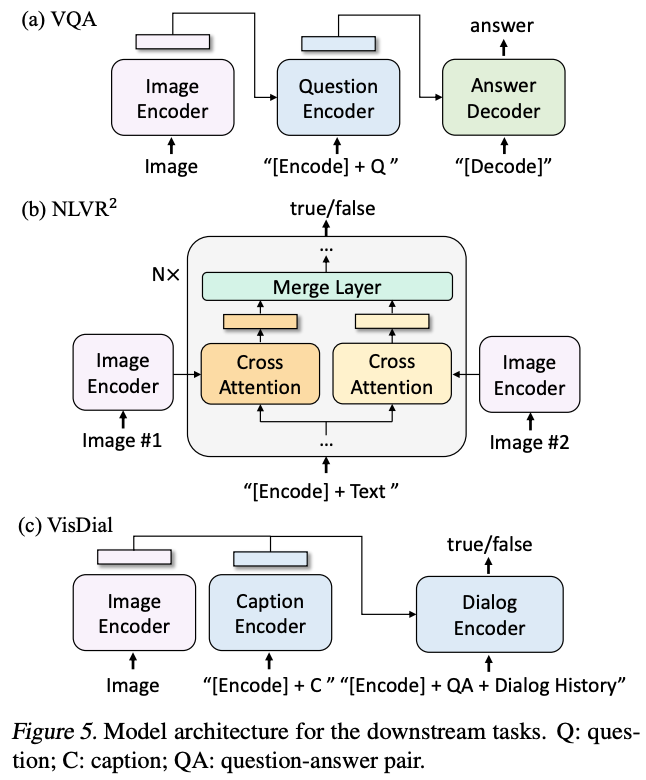 (a) VQA
answer
Image
Encoder
Question
Encoder
Answer
Decoder
Image
“[Encode] + Q ”
“[Decode]”
(b) NLVR²
true/false
...
N×
Merge Layer
Image
Encoder
Cross
Attention
Cross
Attention
Image
Encoder
Image #1
...
Image #2
“[Encode] + Text ”
(c) VisDial
true/false
Image
Encoder
Caption
Encoder
Dialog
Encoder
Image
“[Encode] + C ”
“[Encode] + QA + Dialog History”
Figure 5. Model architecture for the downstream tasks. Q: ques-
tion; C: caption; QA: question-answer pair.